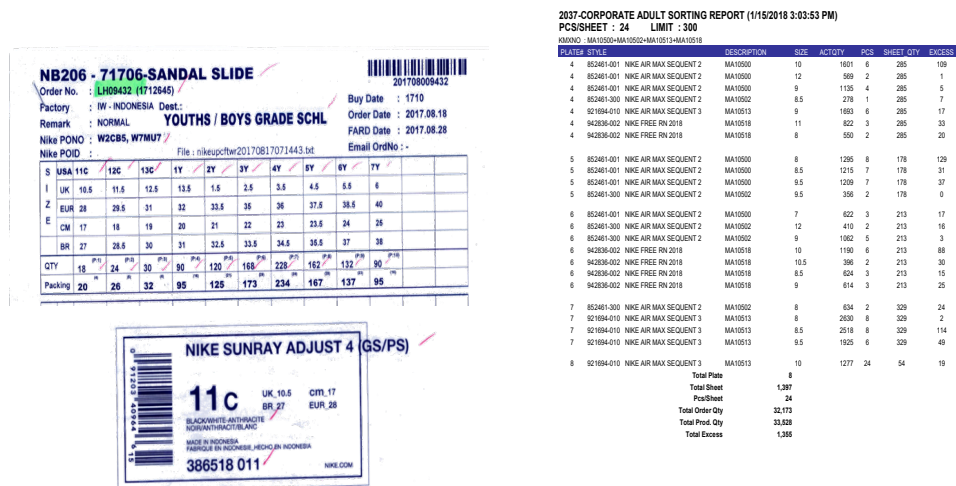 NB206 - 71706-SANDAL SLIDE
201708009432
Order No. : LH09432 (1712645)
Factory : IW - INDONESIA Dest.:
Remark : NORMAL
YOUTHS / BOYS GRADE SCHL
Nike PONO : W2CB5, W7MU7
Nike POID :
File : nikeupcftwr20170817071443.txt
Buy Date : 1710
Order Date : 2017.08.18
FARD Date : 2017.08.28
Email OrdNo : -
SIZE
USA 11C 12C 13C 1Y 2Y 3Y 4Y 5Y 6Y 7Y
UK 10.5 11.5 12.5 13.5 1.5 2.5 3.5 4.5 5.5 6
EUR 28 29.5 31 32 33.5 35 36 37.5 38.5 40
CM 17 18 19 20 21 22 23 23.5 24 25
BR 27 28.5 30 31 32.5 33.5 34.5 35.5 37 38
QTY 18 (P:1) 24 (P:2) 30 (P:3) 90 (P:4) 120 (P:5) 168 (P:6) 228 (P:7) 162 (P:8) 132 (P:9) 90 (P:10)
Packing 20 26 32 95 125 173 234 167 137 95
NIKE SUNRAY ADJUST 4 (GS/PS)
11C
UK_10.5 cm_17
BR_27 EUR_28
BLACK/WHITE-ANTHRACITE
NOIR/ANTHRACIT/BLANC
MADE IN INDONESIA
FABRIQUE EN INDONESIE_HECHO EN INDONESIA
386518 011
NIKE.COM
0 91203 40964 6 15
2037-CORPORATE ADULT SORTING REPORT (1/15/2018 3:03:53 PM)
PCS/SHEET : 24 LIMIT : 300
KMXNO : MA10500+MA10502+MA10513+MA10518
PLATE# STYLE DESCRIPTION SIZE ACTQTY PCS SHEET QTY EXCESS
4 852461-001 NIKE AIR MAX SEQUENT 2 MA10500 10 1601 6 285 109
4 852461-001 NIKE AIR MAX SEQUENT 2 MA10500 12 569 2 285 1
4 852461-001 NIKE AIR MAX SEQUENT 2 MA10500 9 1135 4 285 5
4 852461-300 NIKE AIR MAX SEQUENT 2 MA10502 8.5 278 1 285 7
4 921694-010 NIKE AIR MAX SEQUENT 3 MA10513 9 1693 6 285 17
4 942836-002 NIKE FREE RN 2018 MA10518 11 822 3 285 33
4 942836-002 NIKE FREE RN 2018 MA10518 8 550 2 285 20
5 852461-001 NIKE AIR MAX SEQUENT 2 MA10500 8 1295 8 178 129
5 852461-001 NIKE AIR MAX SEQUENT 2 MA10500 8.5 1215 7 178 31
5 852461-001 NIKE AIR MAX SEQUENT 2 MA10500 9.5 1209 7 178 37
5 852461-300 NIKE AIR MAX SEQUENT 2 MA10502 9.5 356 2 178 0
6 852461-001 NIKE AIR MAX SEQUENT 2 MA10500 7 622 3 213 17
6 852461-300 NIKE AIR MAX SEQUENT 2 MA10502 12 410 2 213 16
6 852461-300 NIKE AIR MAX SEQUENT 2 MA10502 9 1062 5 213 3
6 942836-002 NIKE FREE RN 2018 MA10518 10 1190 6 213 88
6 942836-002 NIKE FREE RN 2018 MA10518 10.5 396 2 213 30
6 942836-002 NIKE FREE RN 2018 MA10518 8.5 624 3 213 15
6 942836-002 NIKE FREE RN 2018 MA10518 9 614 3 213 25
7 852461-300 NIKE AIR MAX SEQUENT 2 MA10502 8 634 2 329 24
7 921694-010 NIKE AIR MAX SEQUENT 3 MA10513 8 2630 8 329 2
7 921694-010 NIKE AIR MAX SEQUENT 3 MA10513 8.5 2518 8 329 114
7 921694-010 NIKE AIR MAX SEQUENT 3 MA10513 9.5 1925 6 329 49
8 921694-010 NIKE AIR MAX SEQUENT 3 MA10513 10 1277 24 54 19
Total Plate 8
Total Sheet 1,397
Pcs/Sheet 24
Total Order Qty 32,173
Total Prod. Qty 33,528
Total Excess 1,355